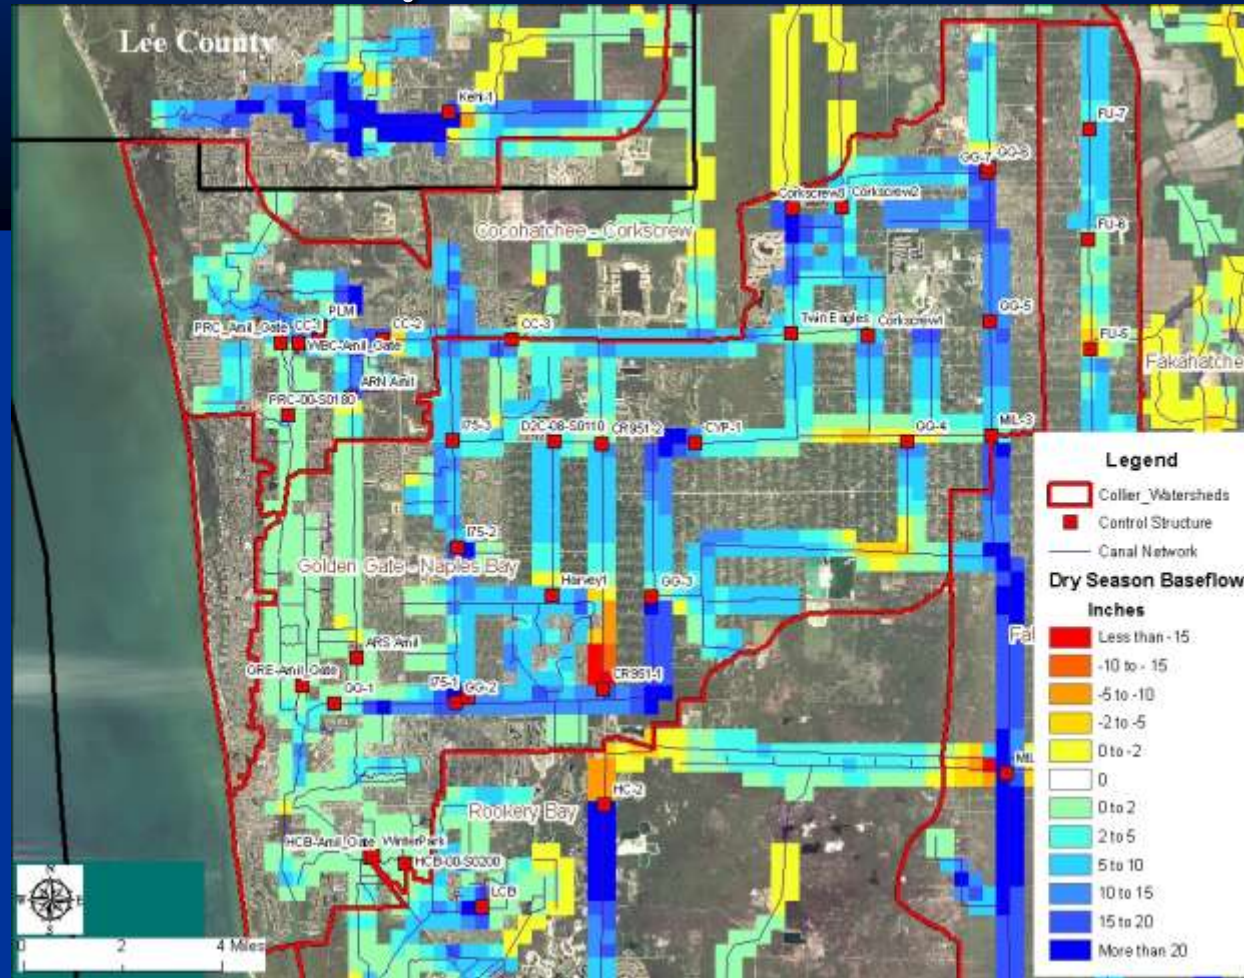 Lee County
Kehl-1
FU-7
GG-7
GG-6
Corkscrew3
Corkscrew2
Cocohatchee - Corkscrew
FU-6
PLM
GG-5
PRC_Amil_Gate
CC-1
CC-2
CC-3
Twin Eagles
Corkscrew1
WBC-Amil_Gate
FU-5
Fakahatche
ARN Amil
PRC-00-S0180
I75-3
D2C-08-S0110
CR951-2
CYP-1
GG-4
MIL-3
I75-2
Golden Gate - Naples Bay
Harvey1
GG-3
ARS Amil
GRE-Amil_Gate
GG-1
I75-1
GG-2
CR951-1
Fal
MIL
HC-2
Rookery Bay
HCB-Amil_Gate
WinterPark
HCB-00-S0200
LCB
N
W
E
S
0 2 4 Miles
Legend
Collier_Watersheds
Control Structure
Canal Network
Dry Season Baseflow
Inches
Less than -15
-10 to -15
-5 to -10
-2 to -5
0 to -2
0
0 to 2
2 to 5
5 to 10
10 to 15
15 to 20
More than 20